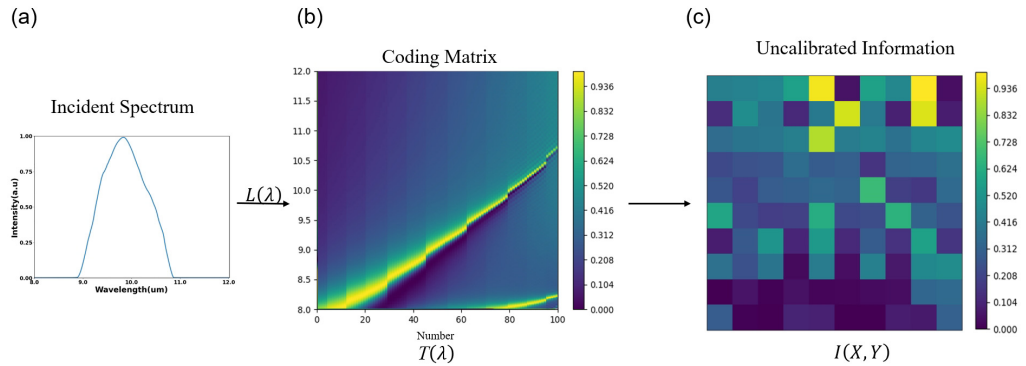 (a)
Incident Spectrum
1.00
0.75
0.50
0.25
0.00
Intensity(a.u)
8.0 9.0 10.0 11.0 12.0
Wavelength(um)
L(λ)
(b)
Coding Matrix
12.0
11.5
11.0
10.5
10.0
9.5
9.0
8.5
8.0
0 20 40 60 80 100
Number
T(λ)
0.936
0.832
0.728
0.624
0.520
0.416
0.312
0.208
0.104
0.000
(c)
Uncalibrated Information
0.936
0.832
0.728
0.624
0.520
0.416
0.312
0.208
0.104
0.000
I(X,Y)